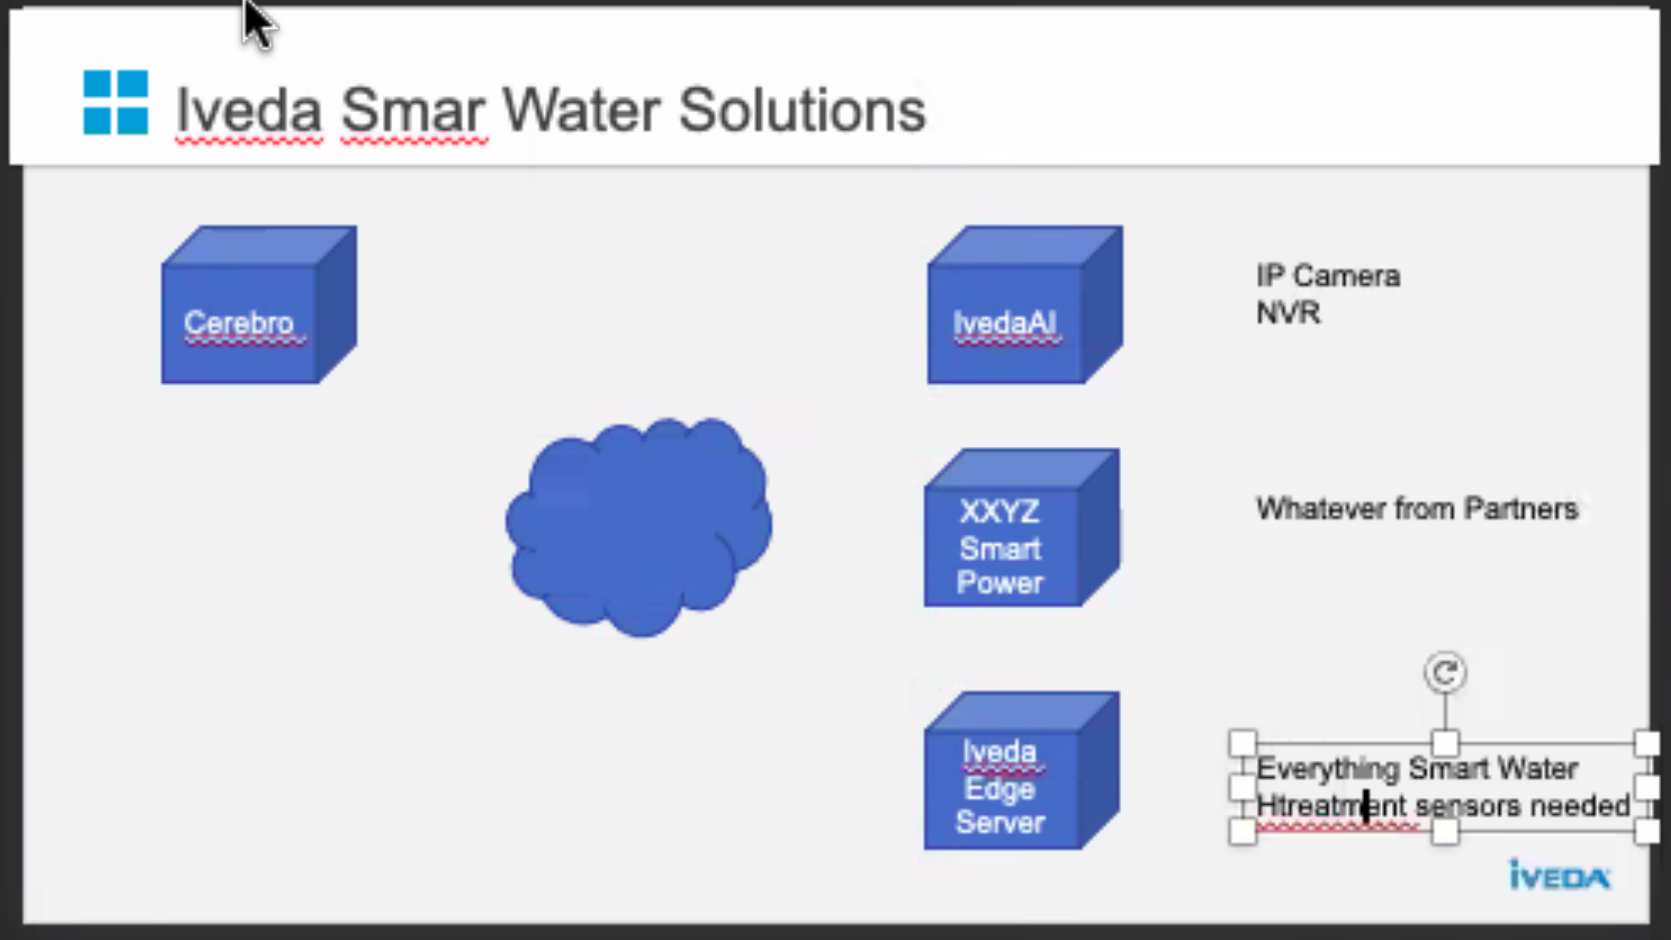 Iveda Smar Water Solutions
Cerebro
IvedaAI
IP Camera
NVR
XXYZ
Smart
Power
Whatever from Partners
Iveda
Edge
Server
Everything Smart Water
Htreatment sensors needed
iVEDA